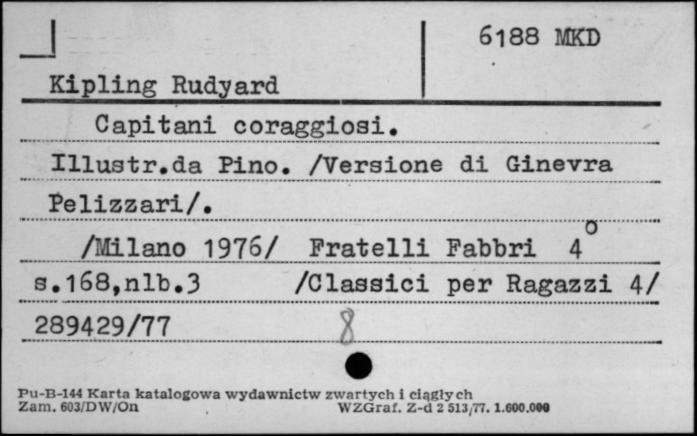 6188 MKD
Kipling Rudyard
Capitani coraggiosi.
Illustr.da Pino. /Versione di Ginevra
Pelizzari/.
/Milano 1976/ Fratelli Fabbri 4°
s.168,nlb.3 /Classici per Ragazzi 4/
289429/77 8
Pu-B-144 Karta katalogowa wydawnictw zwartych i ciągłych
Zam. 603/DW/On WZGraf. Z-d 2 513/77. 1.600.000